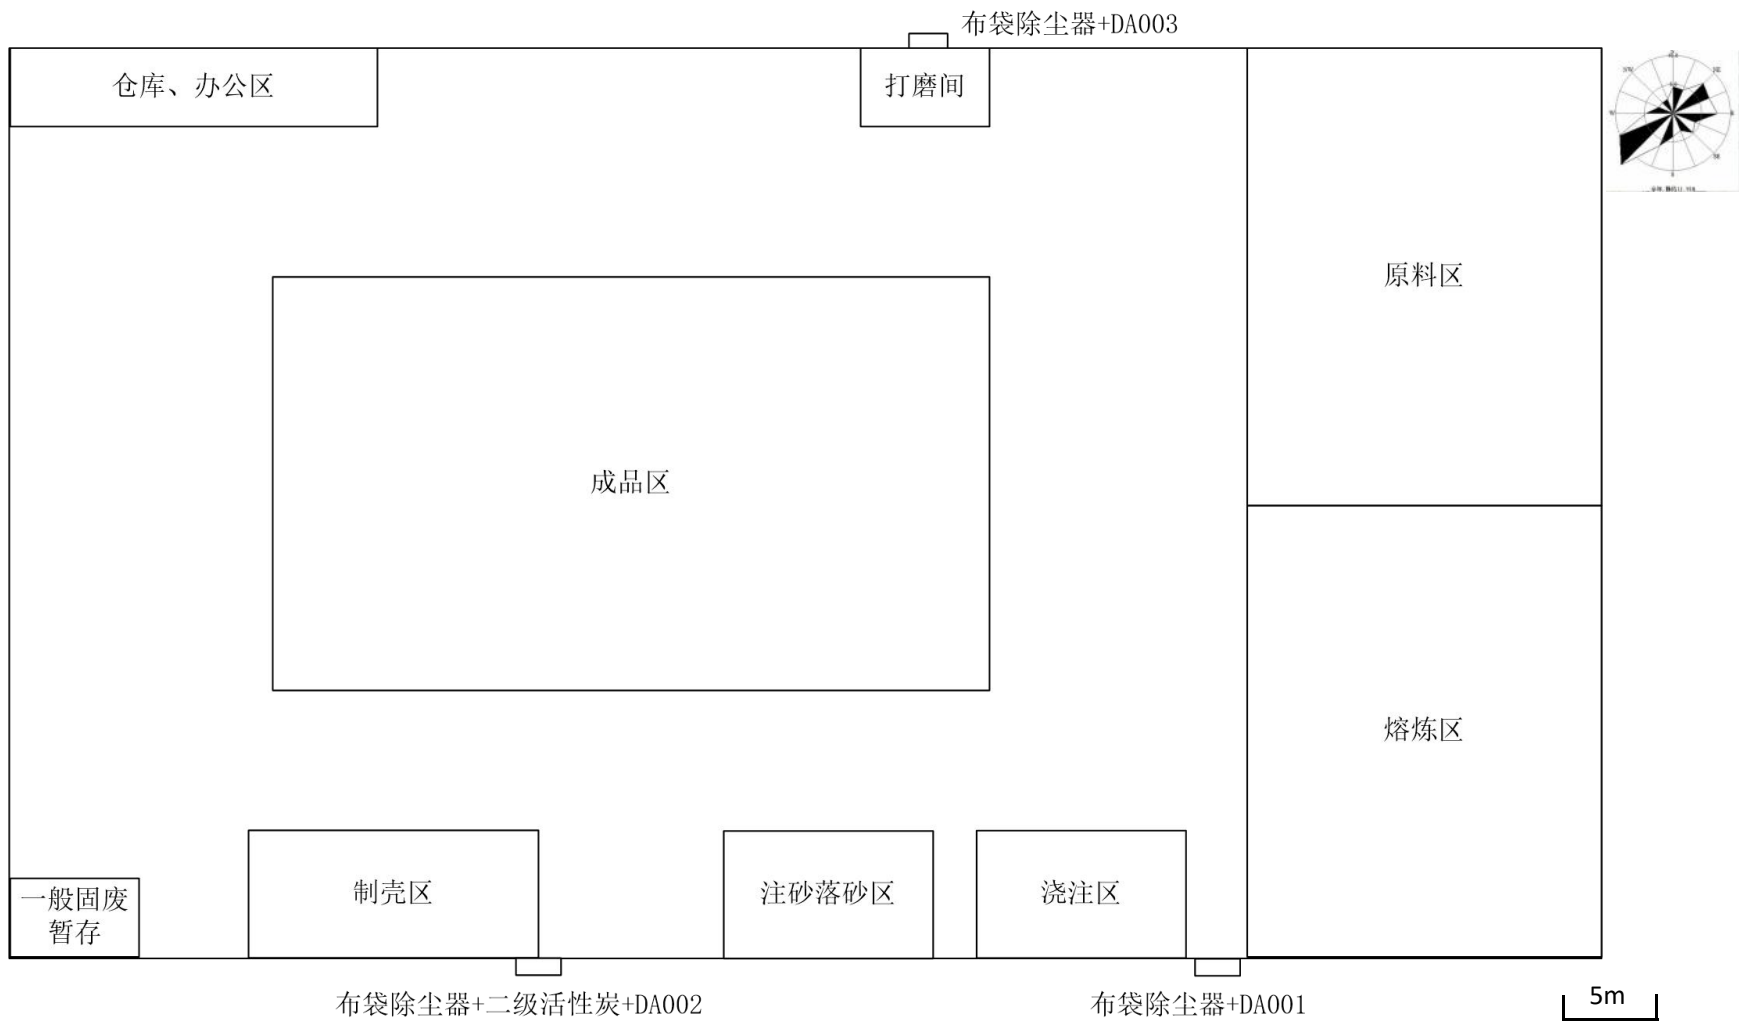 布袋除尘器+DA003
仓库、办公区
打磨间
原料区
成品区
熔炼区
制壳区
注砂落砂区
浇注区
一般固废
暂存
布袋除尘器+二级活性炭+DA002
布袋除尘器+DA001
5m